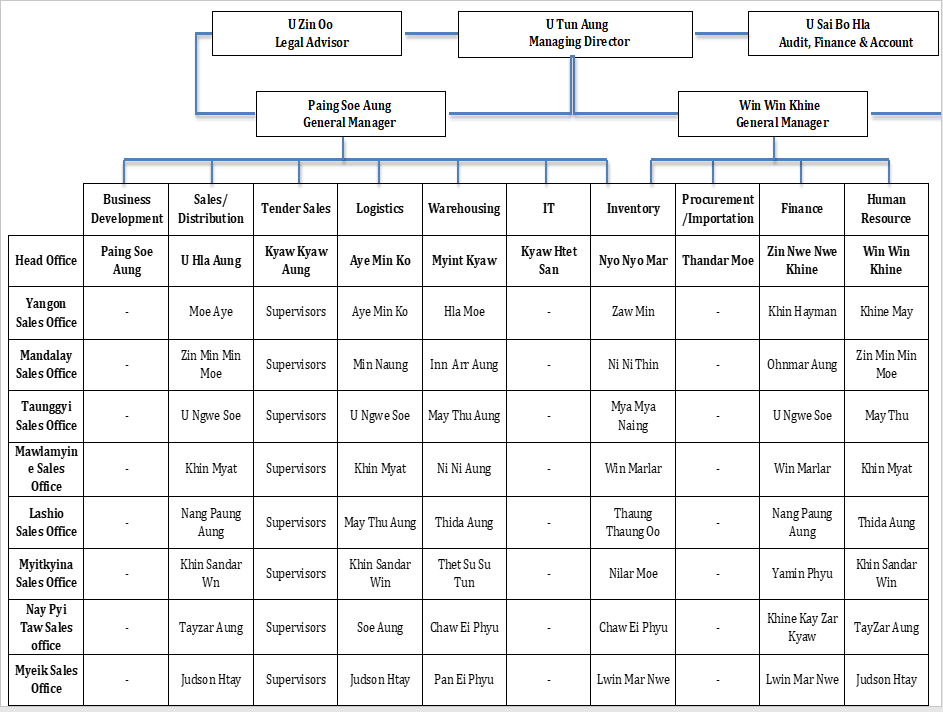 U Zin Oo
Legal Advisor
U Tun Aung
Managing Director
U Sai Bo Hla
Audit, Finance & Account
Paing Soe Aung
General Manager
Win Win Khine
General Manager
Business
Development
Sales/
Distribution
Tender Sales
Logistics
Warehousing
IT
Inventory
Procurement
/Importation
Finance
Human
Resource
Head Office
Paing Soe
Aung
U Hla Aung
Kyaw Kyaw
Aung
Aye Min Ko
Myint Kyaw
Kyaw Htet
San
Nyo Nyo Mar
Thandar Moe
Zin Nwe Nwe
Khine
Win Win
Khine
Yangon
Sales Office
-
Moe Aye
Supervisors
Aye Min Ko
Hla Moe
-
Zaw Min
-
Khin Hayman
Khine May
Mandalay
Sales Office
-
Zin Min Min
Moe
Supervisors
Min Naung
Inn Arr Aung
-
Ni Ni Thin
-
Ohnmar Aung
Zin Min Min
Moe
Taunggyi
Sales Office
-
U Ngwe Soe
Supervisors
U Ngwe Soe
May Thu Aung
-
Mya Mya
Naing
-
U Ngwe Soe
May Thu
Mawlamyin
e Sales
Office
-
Khin Myat
Supervisors
Khin Myat
Ni Ni Aung
-
Win Marlar
-
Win Marlar
Khin Myat
Lashio
Sales Office
-
Nang Paung
Aung
Supervisors
May Thu Aung
Thida Aung
-
Thaung
Thaung Oo
-
Nang Paung
Aung
Thida Aung
Myitkyina
Sales Office
-
Khin Sandar
Wn
Supervisors
Khin Sandar
Win
Thet Su Su
Tun
-
Nilar Moe
-
Yamin Phyu
Khin Sandar
Win
Nay Pyi
Taw Sales
office
-
Tayzar Aung
Supervisors
Soe Aung
Chaw Ei Phyu
-
Chaw Ei Phyu
-
Khine Kay Zar
Kyaw
TayZar Aung
Myeik Sales
Office
-
Judson Htay
Supervisors
Judson Htay
Pan Ei Phyu
-
Lwin Mar Nwe
-
Lwin Mar Nwe
Judson Htay